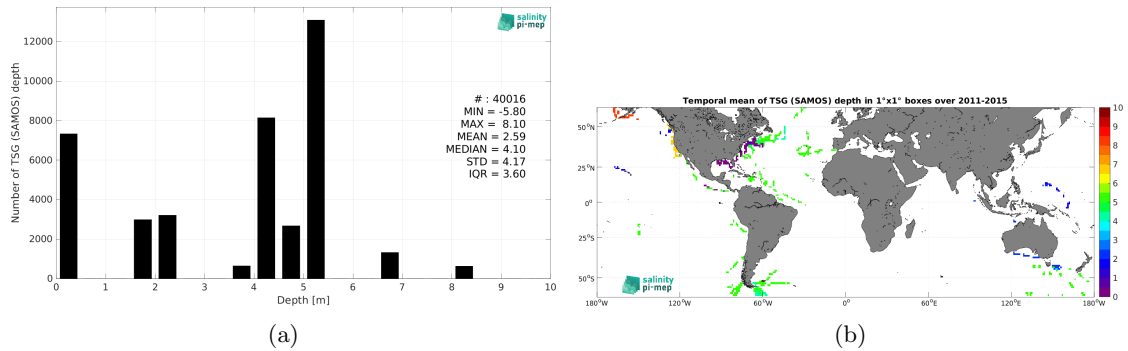 salinity
pi-mep
12000
10000
8000
6000
4000
2000
0
Number of TSG (SAMOS) depth
# : 40016
MIN = -5.80
MAX = 8.10
MEAN = 2.59
MEDIAN = 4.10
STD = 4.17
IQR = 3.60
0 1 2 3 4 5 6 7 8 9 10
Depth [m]
(a)
Temporal mean of TSG (SAMOS) depth in 1°x1° boxes over 2011-2015
50°N
25°N
0°
25°S
50°S
180°W 120°W 60°W 0°E 60°E 120°E 180°W
10
9
8
7
6
5
4
3
2
1
0
salinity
pi-mep
(b)